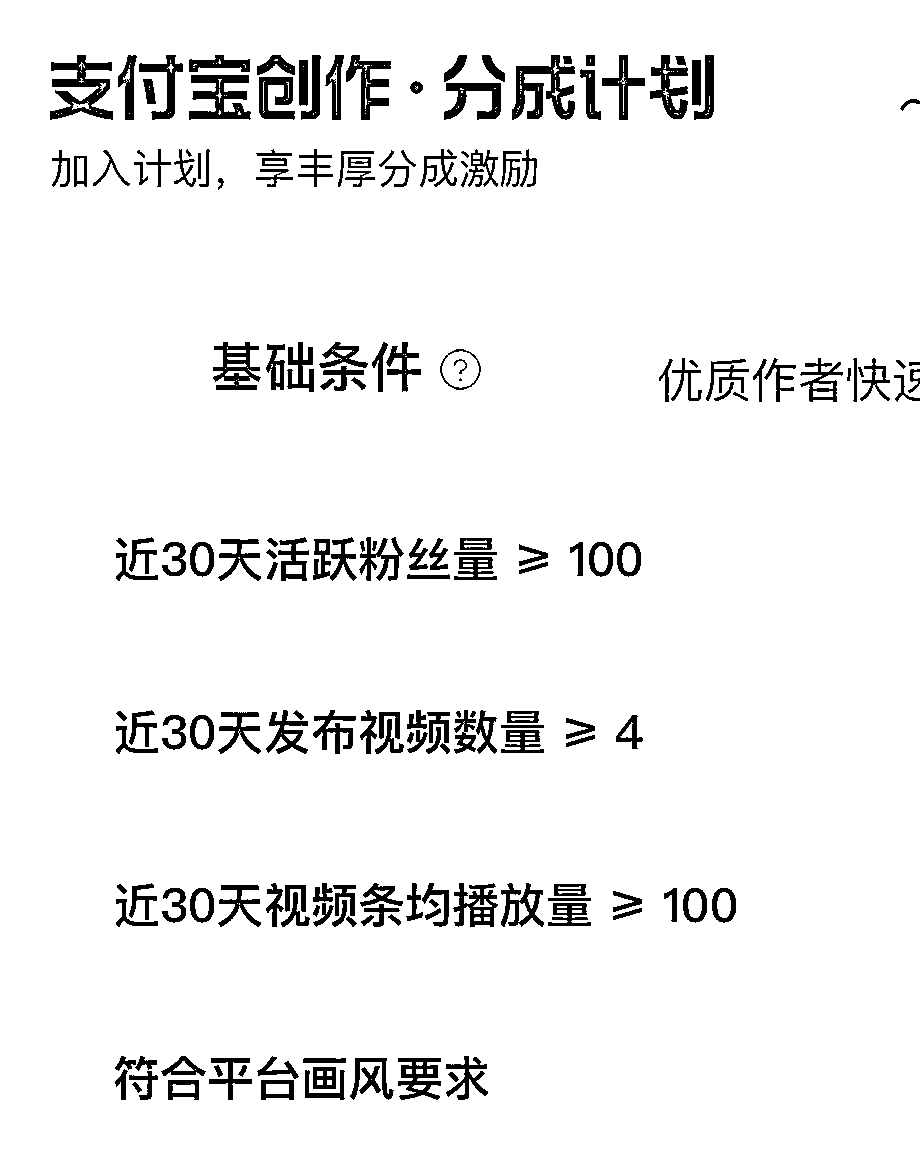 支付宝创作·分成计划
加入计划，享丰厚分成激励
基础条件 ?
优质作者快速
近30天活跃粉丝量 ≥ 100
近30天发布视频数量 ≥ 4
近30天视频条均播放量 ≥ 100
符合平台画风要求